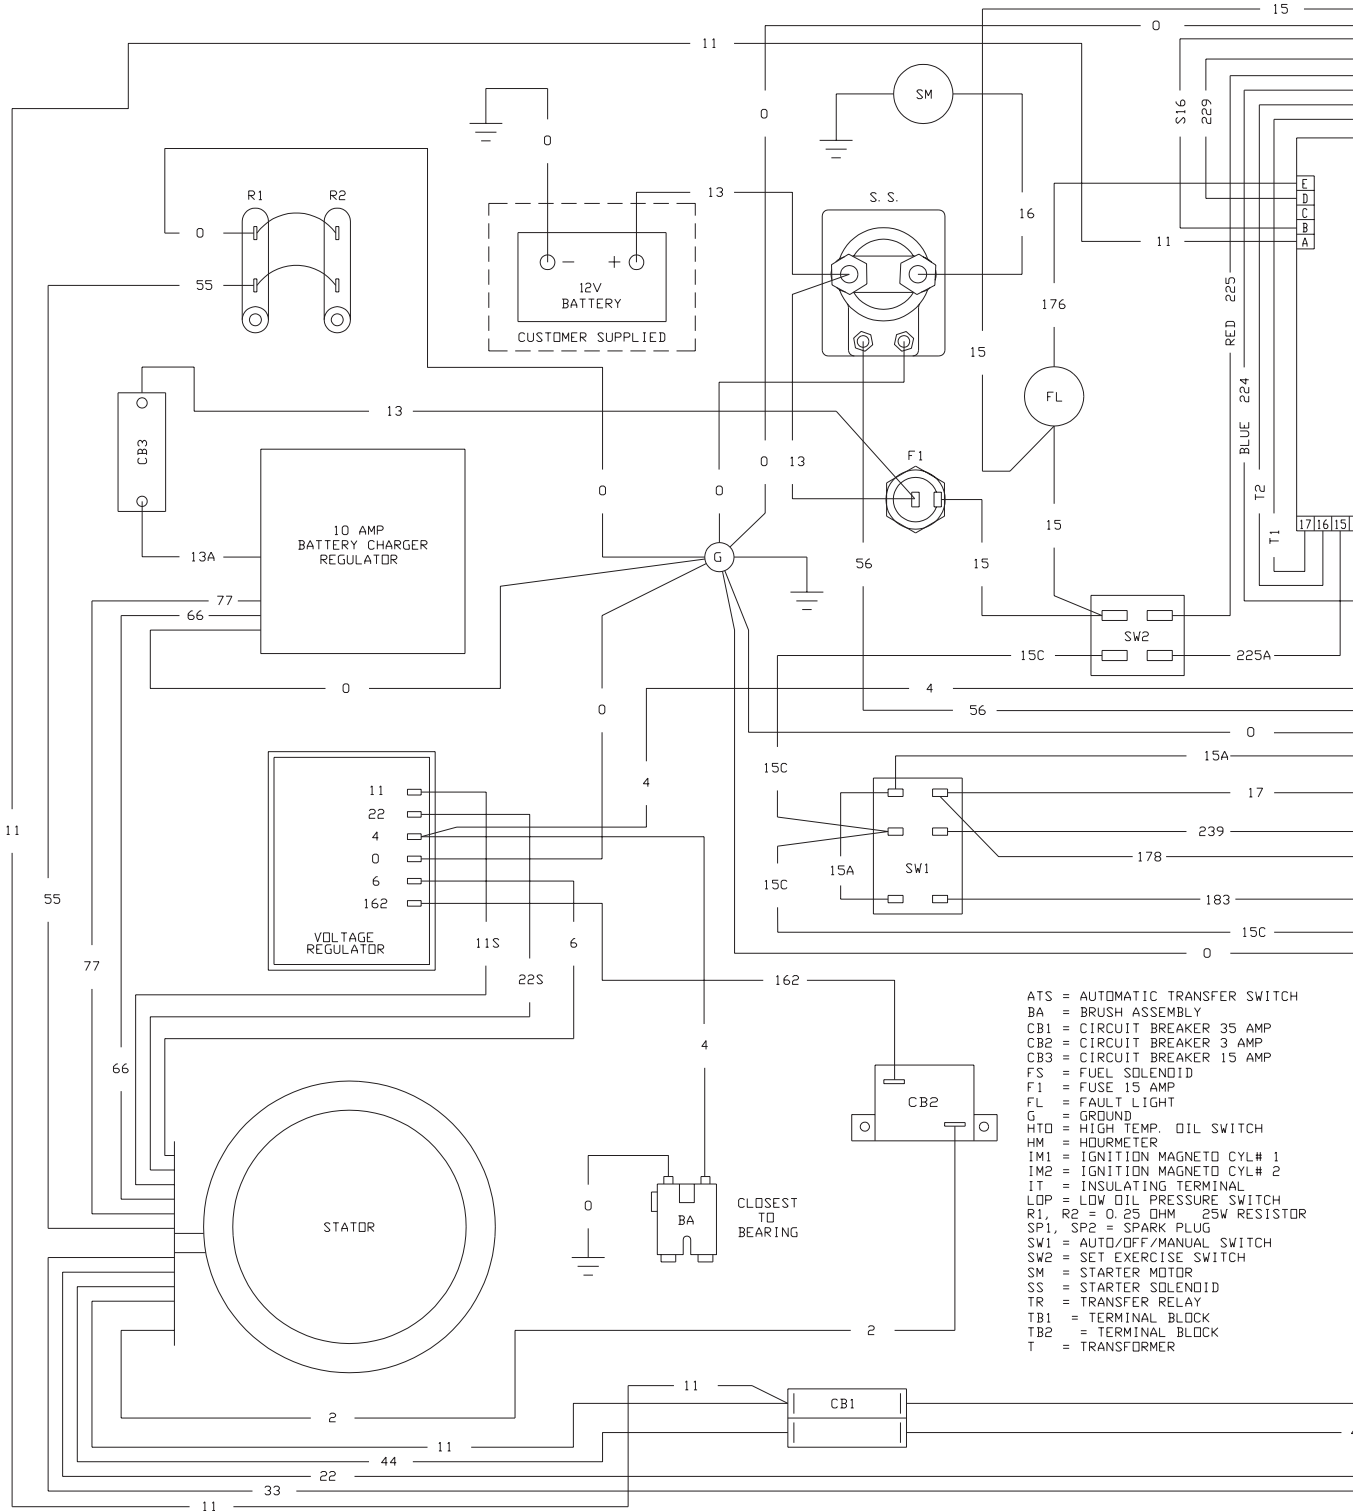 15
0
11
SM
S16
229
0
0
E
D
C
B
A
R1
R2
13
S. S.
16
0
11
- +
12V
BATTERY
CUSTOMER SUPPLIED
55
176
RED 225
15
FL
BLUE 224
13
CB3
F1
0
0
0
13
T2
17 16 15
T1
15
10 AMP
BATTERY CHARGER
REGULATOR
13A
G
56
15
77
66
SW2
15C
225A
0
4
0
56
0
15A
15C
4
11
22
4
0
6
162
VOLTAGE
REGULATOR
17
11
239
178
SW1
15A
15C
55
183
15C
11S
6
0
77
22S
162
4
66
ATS = AUTOMATIC TRANSFER SWITCH
BA = BRUSH ASSEMBLY
CB1 = CIRCUIT BREAKER 35 AMP
CB2 = CIRCUIT BREAKER 3 AMP
CB3 = CIRCUIT BREAKER 15 AMP
FS = FUEL SOLENOID
F1 = FUSE 15 AMP
FL = FAULT LIGHT
G = GROUND
HTO = HIGH TEMP. OIL SWITCH
HM = HOURMETER
IM1 = IGNITION MAGNETO CYL# 1
IM2 = IGNITION MAGNETO CYL# 2
IT = INSULATING TERMINAL
LOP = LOW OIL PRESSURE SWITCH
R1, R2 = 0.25 OHM 25W RESISTOR
SP1, SP2 = SPARK PLUG
SW1 = AUTO/OFF/MANUAL SWITCH
SW2 = SET EXERCISE SWITCH
SM = STARTER MOTOR
SS = STARTER SOLENOID
TR = TRANSFER RELAY
TB1 = TERMINAL BLOCK
TB2 = TERMINAL BLOCK
T = TRANSFORMER
CB2
0
BA
CLOSEST
TO
BEARING
STATOR
2
11
CB1
2
11
44
22
33
11